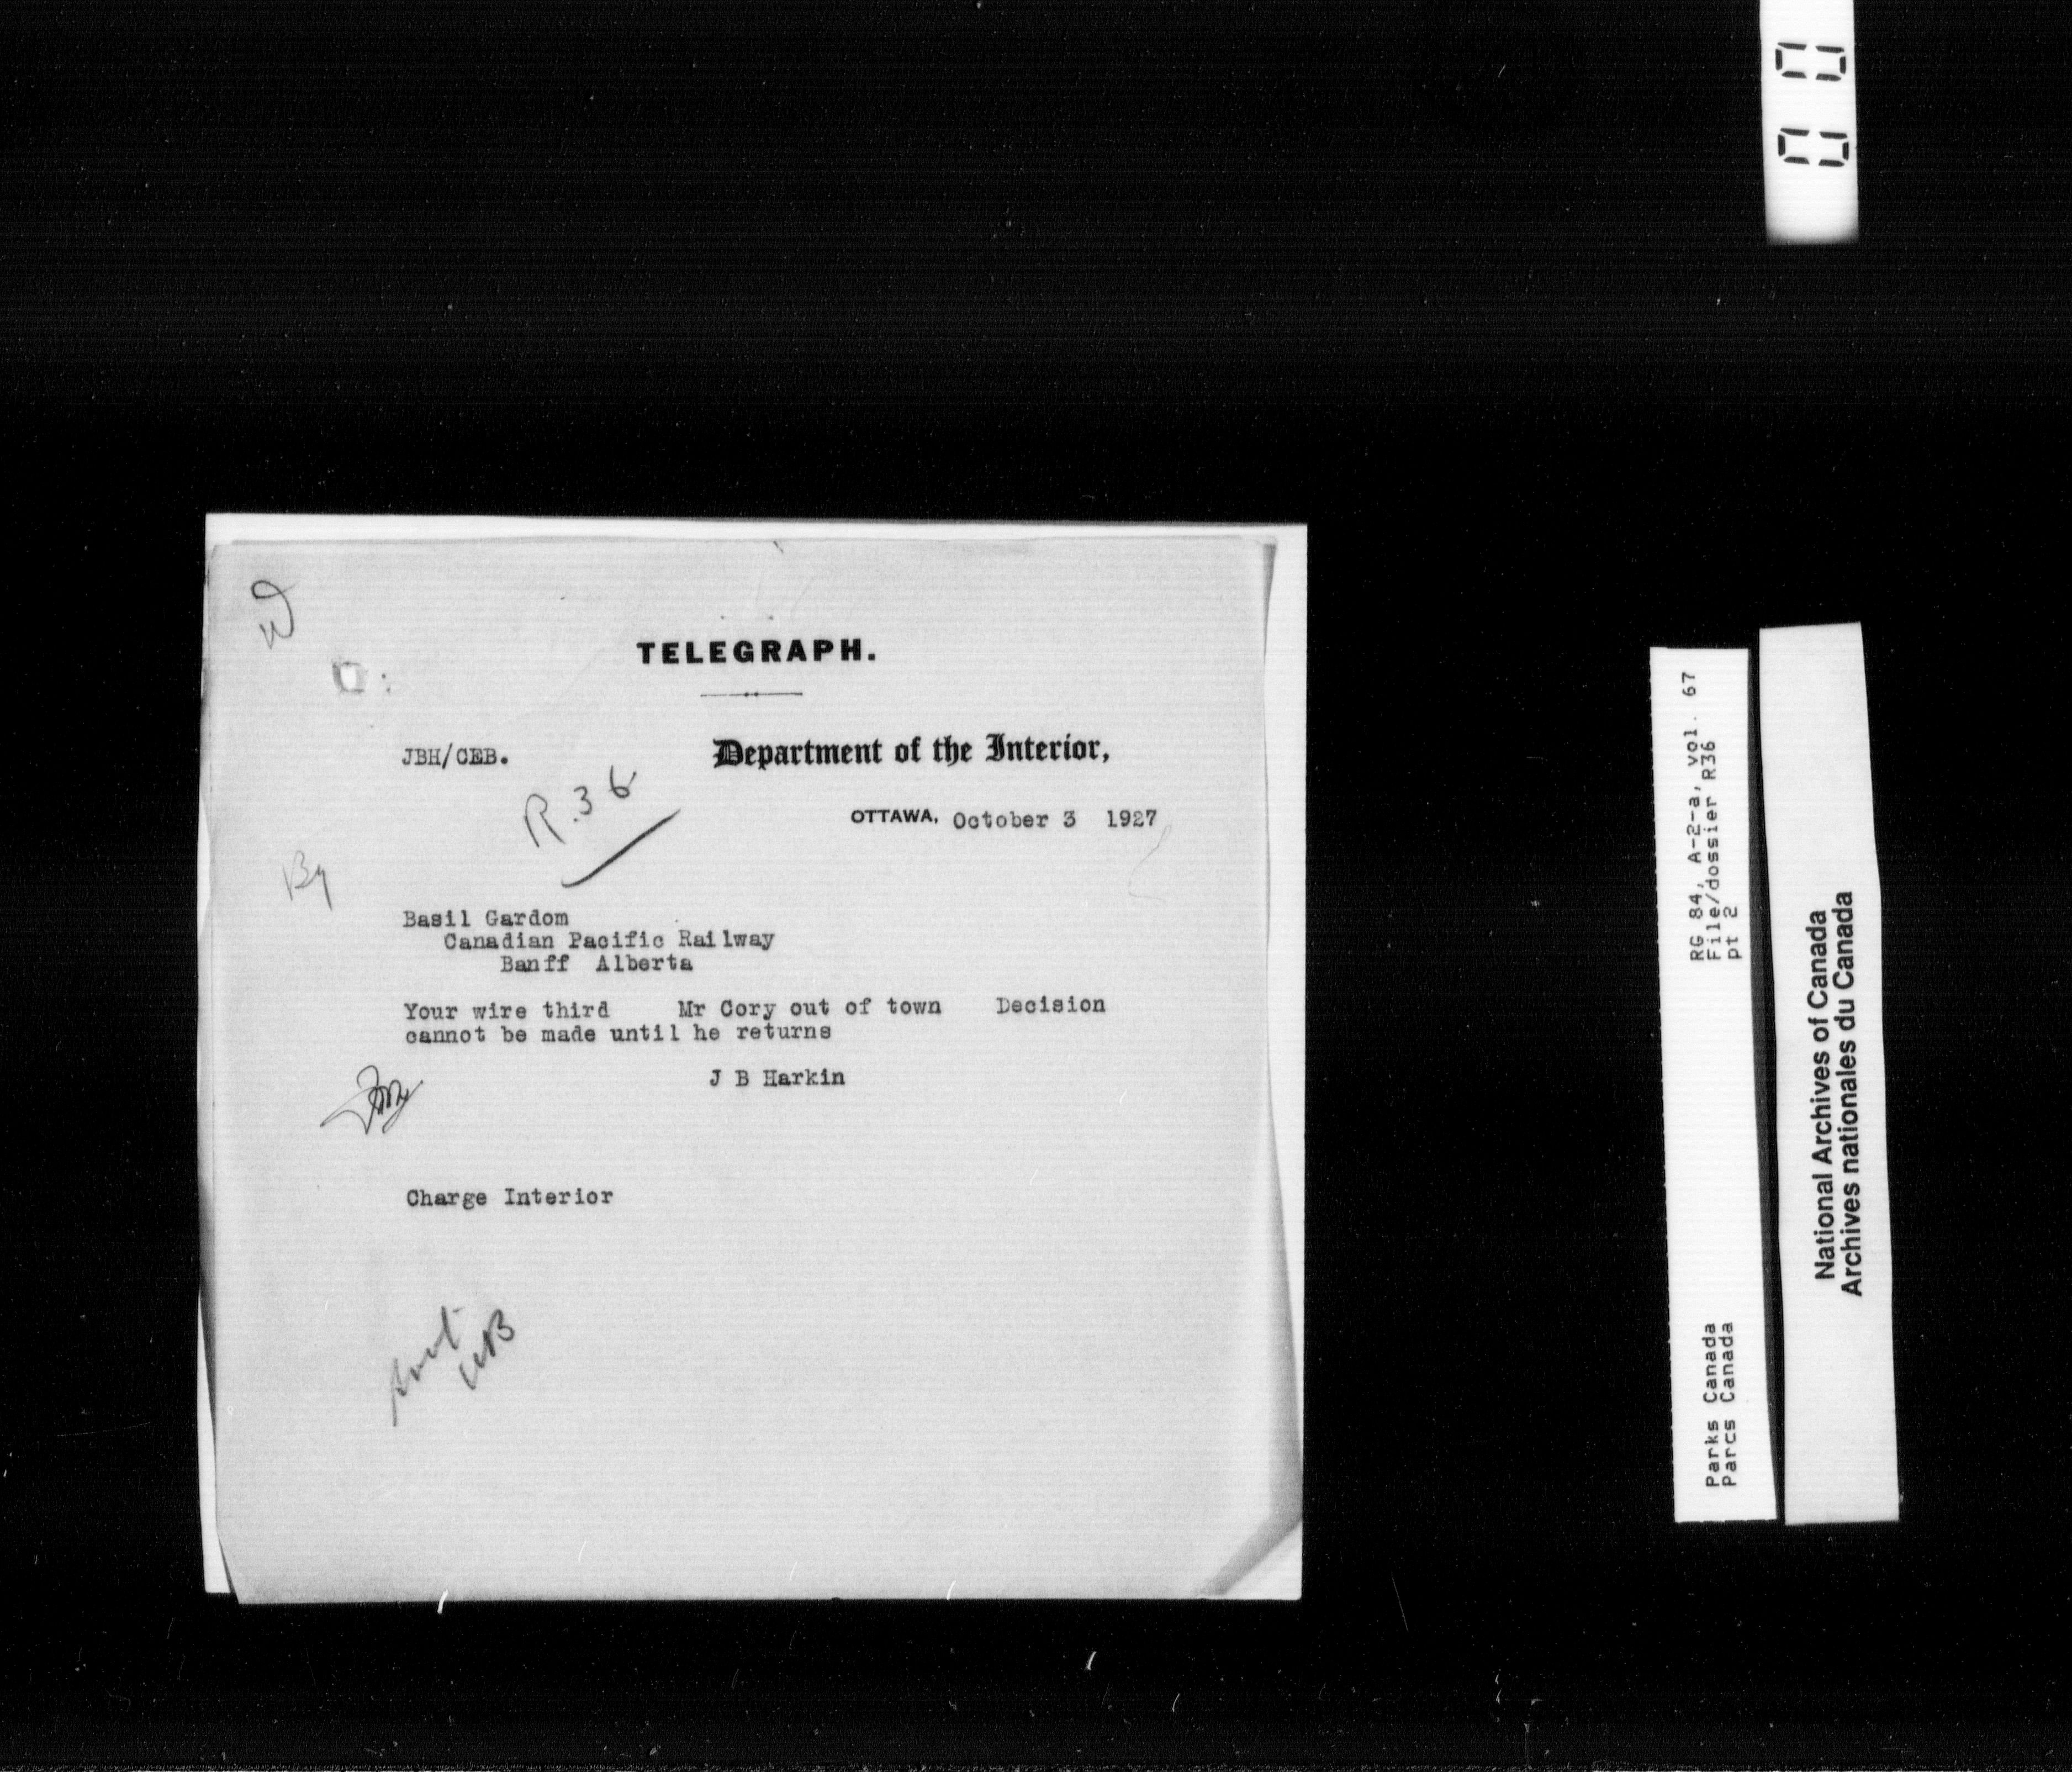 TELEGRAPH.
JBH/CEB.
Department of the Interior,
R.36
OTTAWA, October 3 1927
Basil Gardom
Canadian Pacific Railway
Banff Alberta
Your wire third Mr Cory out of town Decision
cannot be made until he returns
J B Harkin
Charge Interior
RG 84, A-2-a, vol. 67
File/dossier R36
pt 2
Parks Canada
Parcs Canada
National Archives of Canada
Archives nationales du Canada